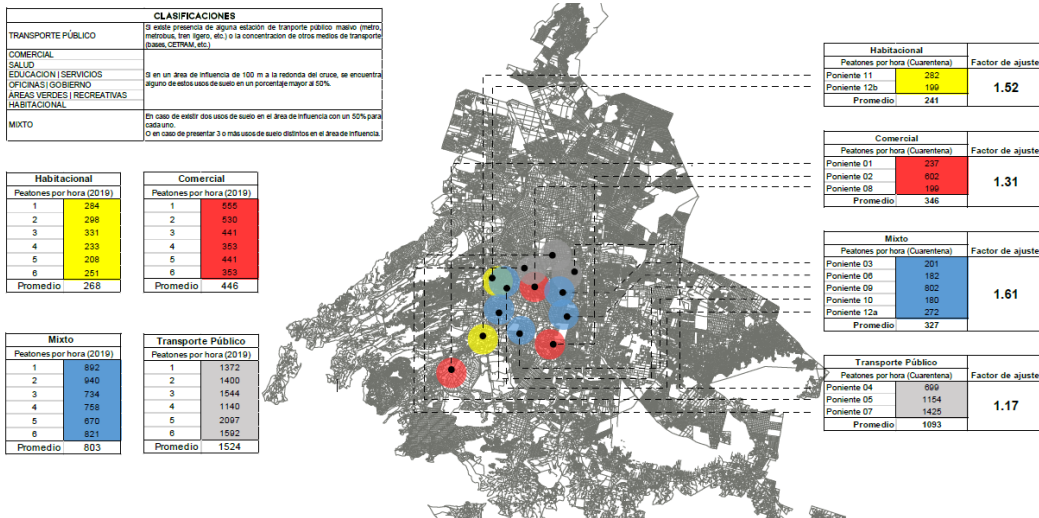 CLASIFICACIONES
TRANSPORTE PÚBLICO
Si existe presencia de alguna estación de transporte público masivo (metro, metrobus, tren ligero, etc.) o la concentracion de otros medios de transporte (bases, CETRAM, etc.)
COMERCIAL
SALUD
EDUCACION | SERVICIOS
OFICINAS | GOBIERNO
ÁREAS VERDES | RECREATIVAS
HABITACIONAL
Si en un área de influencia de 100 m a la redonda del cruce, se encuentra alguno de estos usos de suelo en un porcentaje mayor al 50%.
MIXTO
En caso de existir dos usos de suelo en el área de influencia con un 50% para cada uno.
O en caso de presentar 3 o más usos de suelo distintos en el área de influencia.
Habitacional
Peatones por hora (2019)
1 284
2 298
3 331
4 233
5 208
6 251
Promedio 268
Comercial
Peatones por hora (2019)
1 555
2 530
3 441
4 353
5 441
6 353
Promedio 446
Mixto
Peatones por hora (2019)
1 892
2 940
3 734
4 758
5 670
6 821
Promedio 803
Transporte Público
Peatones por hora (2019)
1 1372
2 1400
3 1544
4 1140
5 2097
6 1592
Promedio 1524
Habitacional
Peatones por hora (Cuarentena) Factor de ajuste
Poniente 11 282
Poniente 12b 199
Promedio 241
1.52
Comercial
Peatones por hora (Cuarentena) Factor de ajuste
Poniente 01 237
Poniente 02 602
Poniente 08 199
Promedio 346
1.31
Mixto
Peatones por hora (Cuarentena) Factor de ajuste
Poniente 03 201
Poniente 06 182
Poniente 09 802
Poniente 10 180
Poniente 12a 272
Promedio 327
1.61
Transporte Público
Peatones por hora (Cuarentena) Factor de ajuste
Poniente 04 699
Poniente 05 1154
Poniente 07 1425
Promedio 1093
1.17